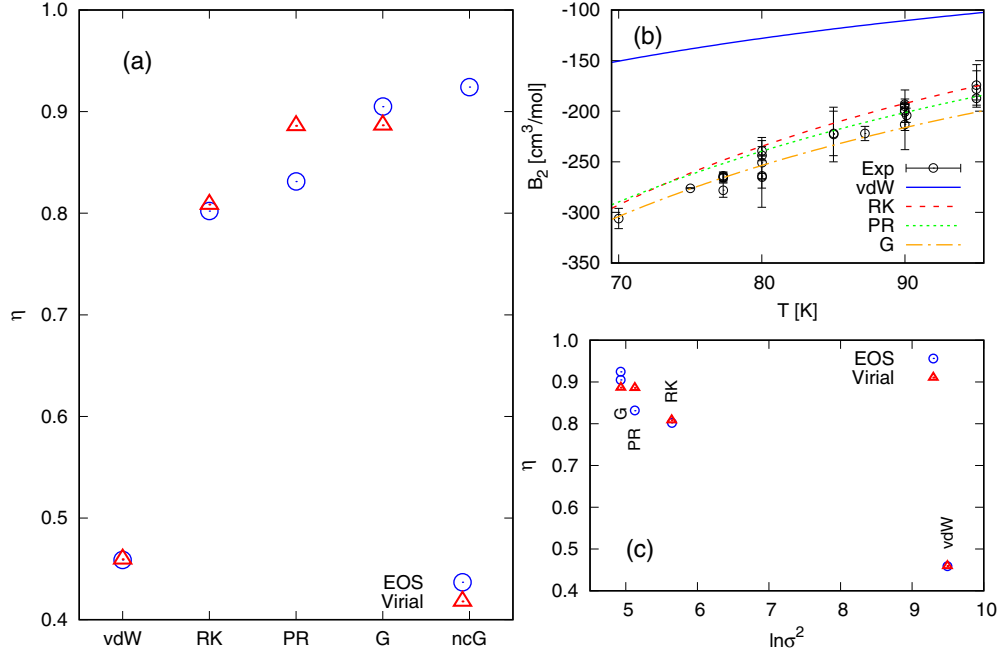 (a)
1.0
0.9
0.8
0.7
0.6
0.5
0.4
η
vdW RK PR G ncG
EOS
Virial
(b)
-100
-150
-200
-250
-300
-350
B2 [cm3/mol]
70 80 90
T [K]
Exp
vdW
RK
PR
G
(c)
1.0
0.9
0.8
0.7
0.6
0.5
0.4
η
5 6 7 8 9 10
lnσ2
EOS
Virial
G
PR
RK
vdW